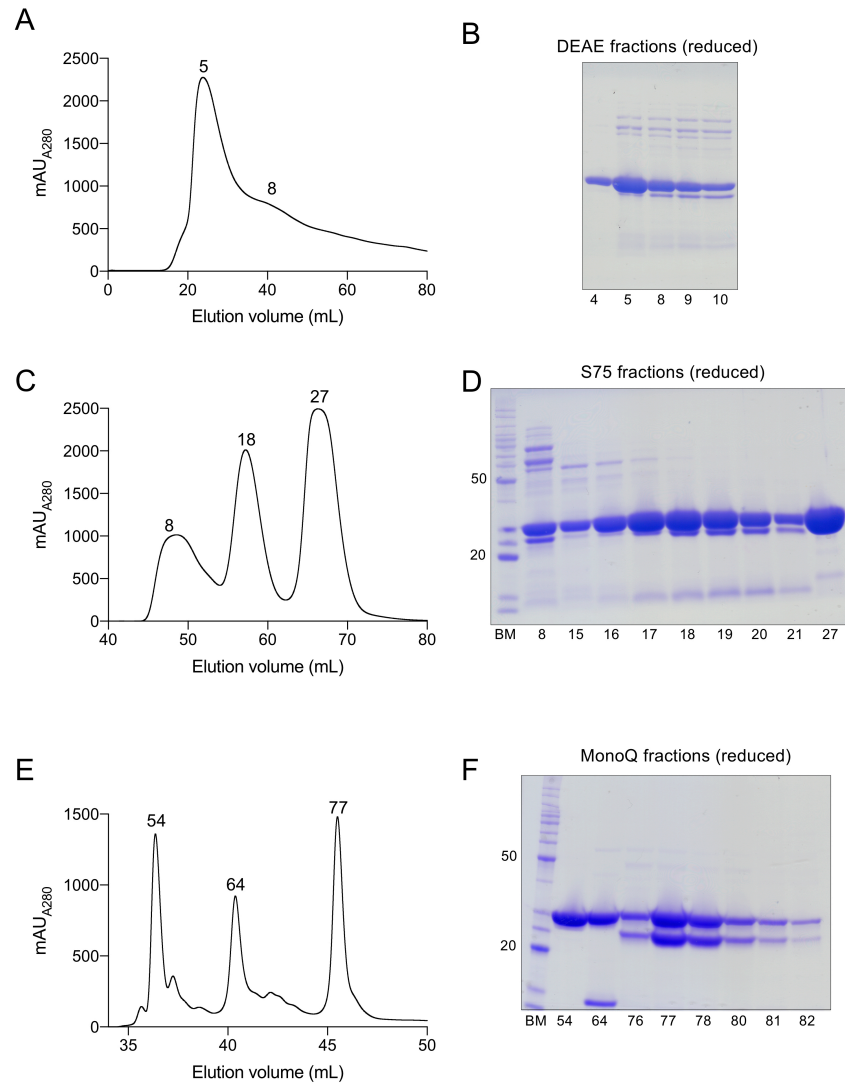 A
mAU_A280
2500
2000
1500
1000
500
0
5
8
0 20 40 60 80
Elution volume (mL)
B
DEAE fractions (reduced)
4 5 8 9 10
C
mAU_A280
2500
2000
1500
1000
500
0
8
18
27
40 50 60 70 80
Elution volume (mL)
D
S75 fractions (reduced)
50
20
BM 8 15 16 17 18 19 20 21 27
E
mAU_A280
1500
1000
500
0
54
64
77
35 40 45 50
Elution volume (mL)
F
MonoQ fractions (reduced)
50
20
BM 54 64 76 77 78 80 81 82